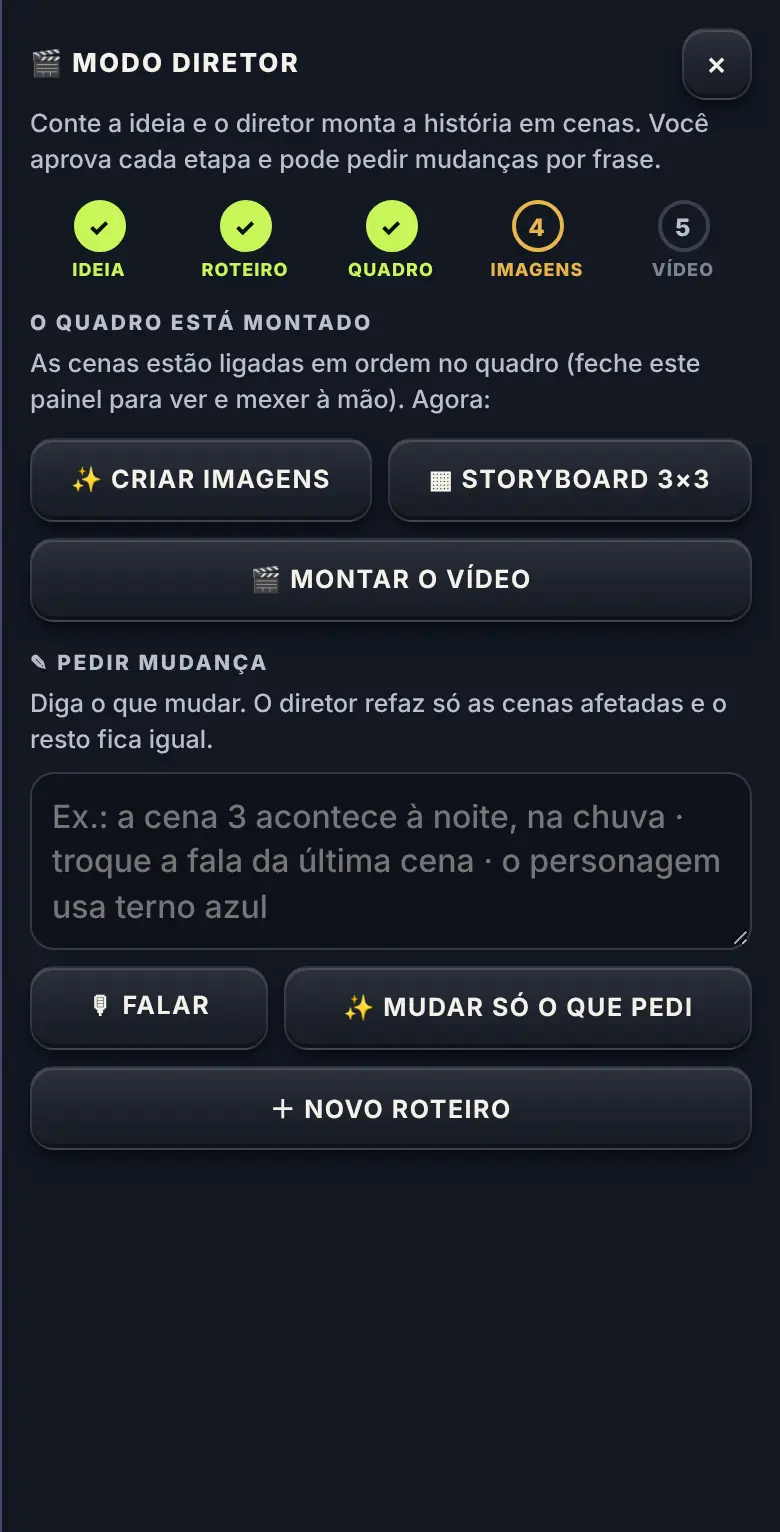 🎬 MODO DIRETOR
×
Conte a ideia e o diretor monta a história em cenas. Você
aprova cada etapa e pode pedir mudanças por frase.
✓ ✓ ✓ 4 5
IDEIA ROTEIRO QUADRO IMAGENS VÍDEO
O QUADRO ESTÁ MONTADO
As cenas estão ligadas em ordem no quadro (feche este
painel para ver e mexer à mão). Agora:
✨ CRIAR IMAGENS
▦ STORYBOARD 3×3
🎬 MONTAR O VÍDEO
✎ PEDIR MUDANÇA
Diga o que mudar. O diretor refaz só as cenas afetadas e o
resto fica igual.
Ex.: a cena 3 acontece à noite, na chuva ·
troque a fala da última cena · o personagem
usa terno azul
🎙 FALAR
✨ MUDAR SÓ O QUE PEDI
＋ NOVO ROTEIRO